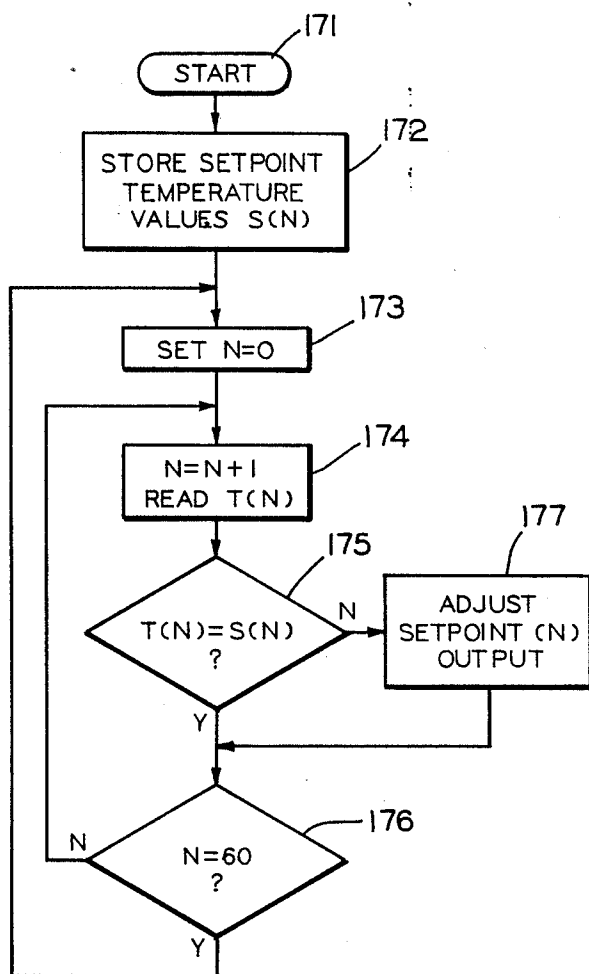 171
START
172
STORE SETPOINT
TEMPERATURE
VALUES S(N)
173
SET N=0
174
N=N+1
READ T(N)
175
177
T(N)=S(N)
?
N
ADJUST
SETPOINT (N)
OUTPUT
Y
176
N
N=60
?
Y